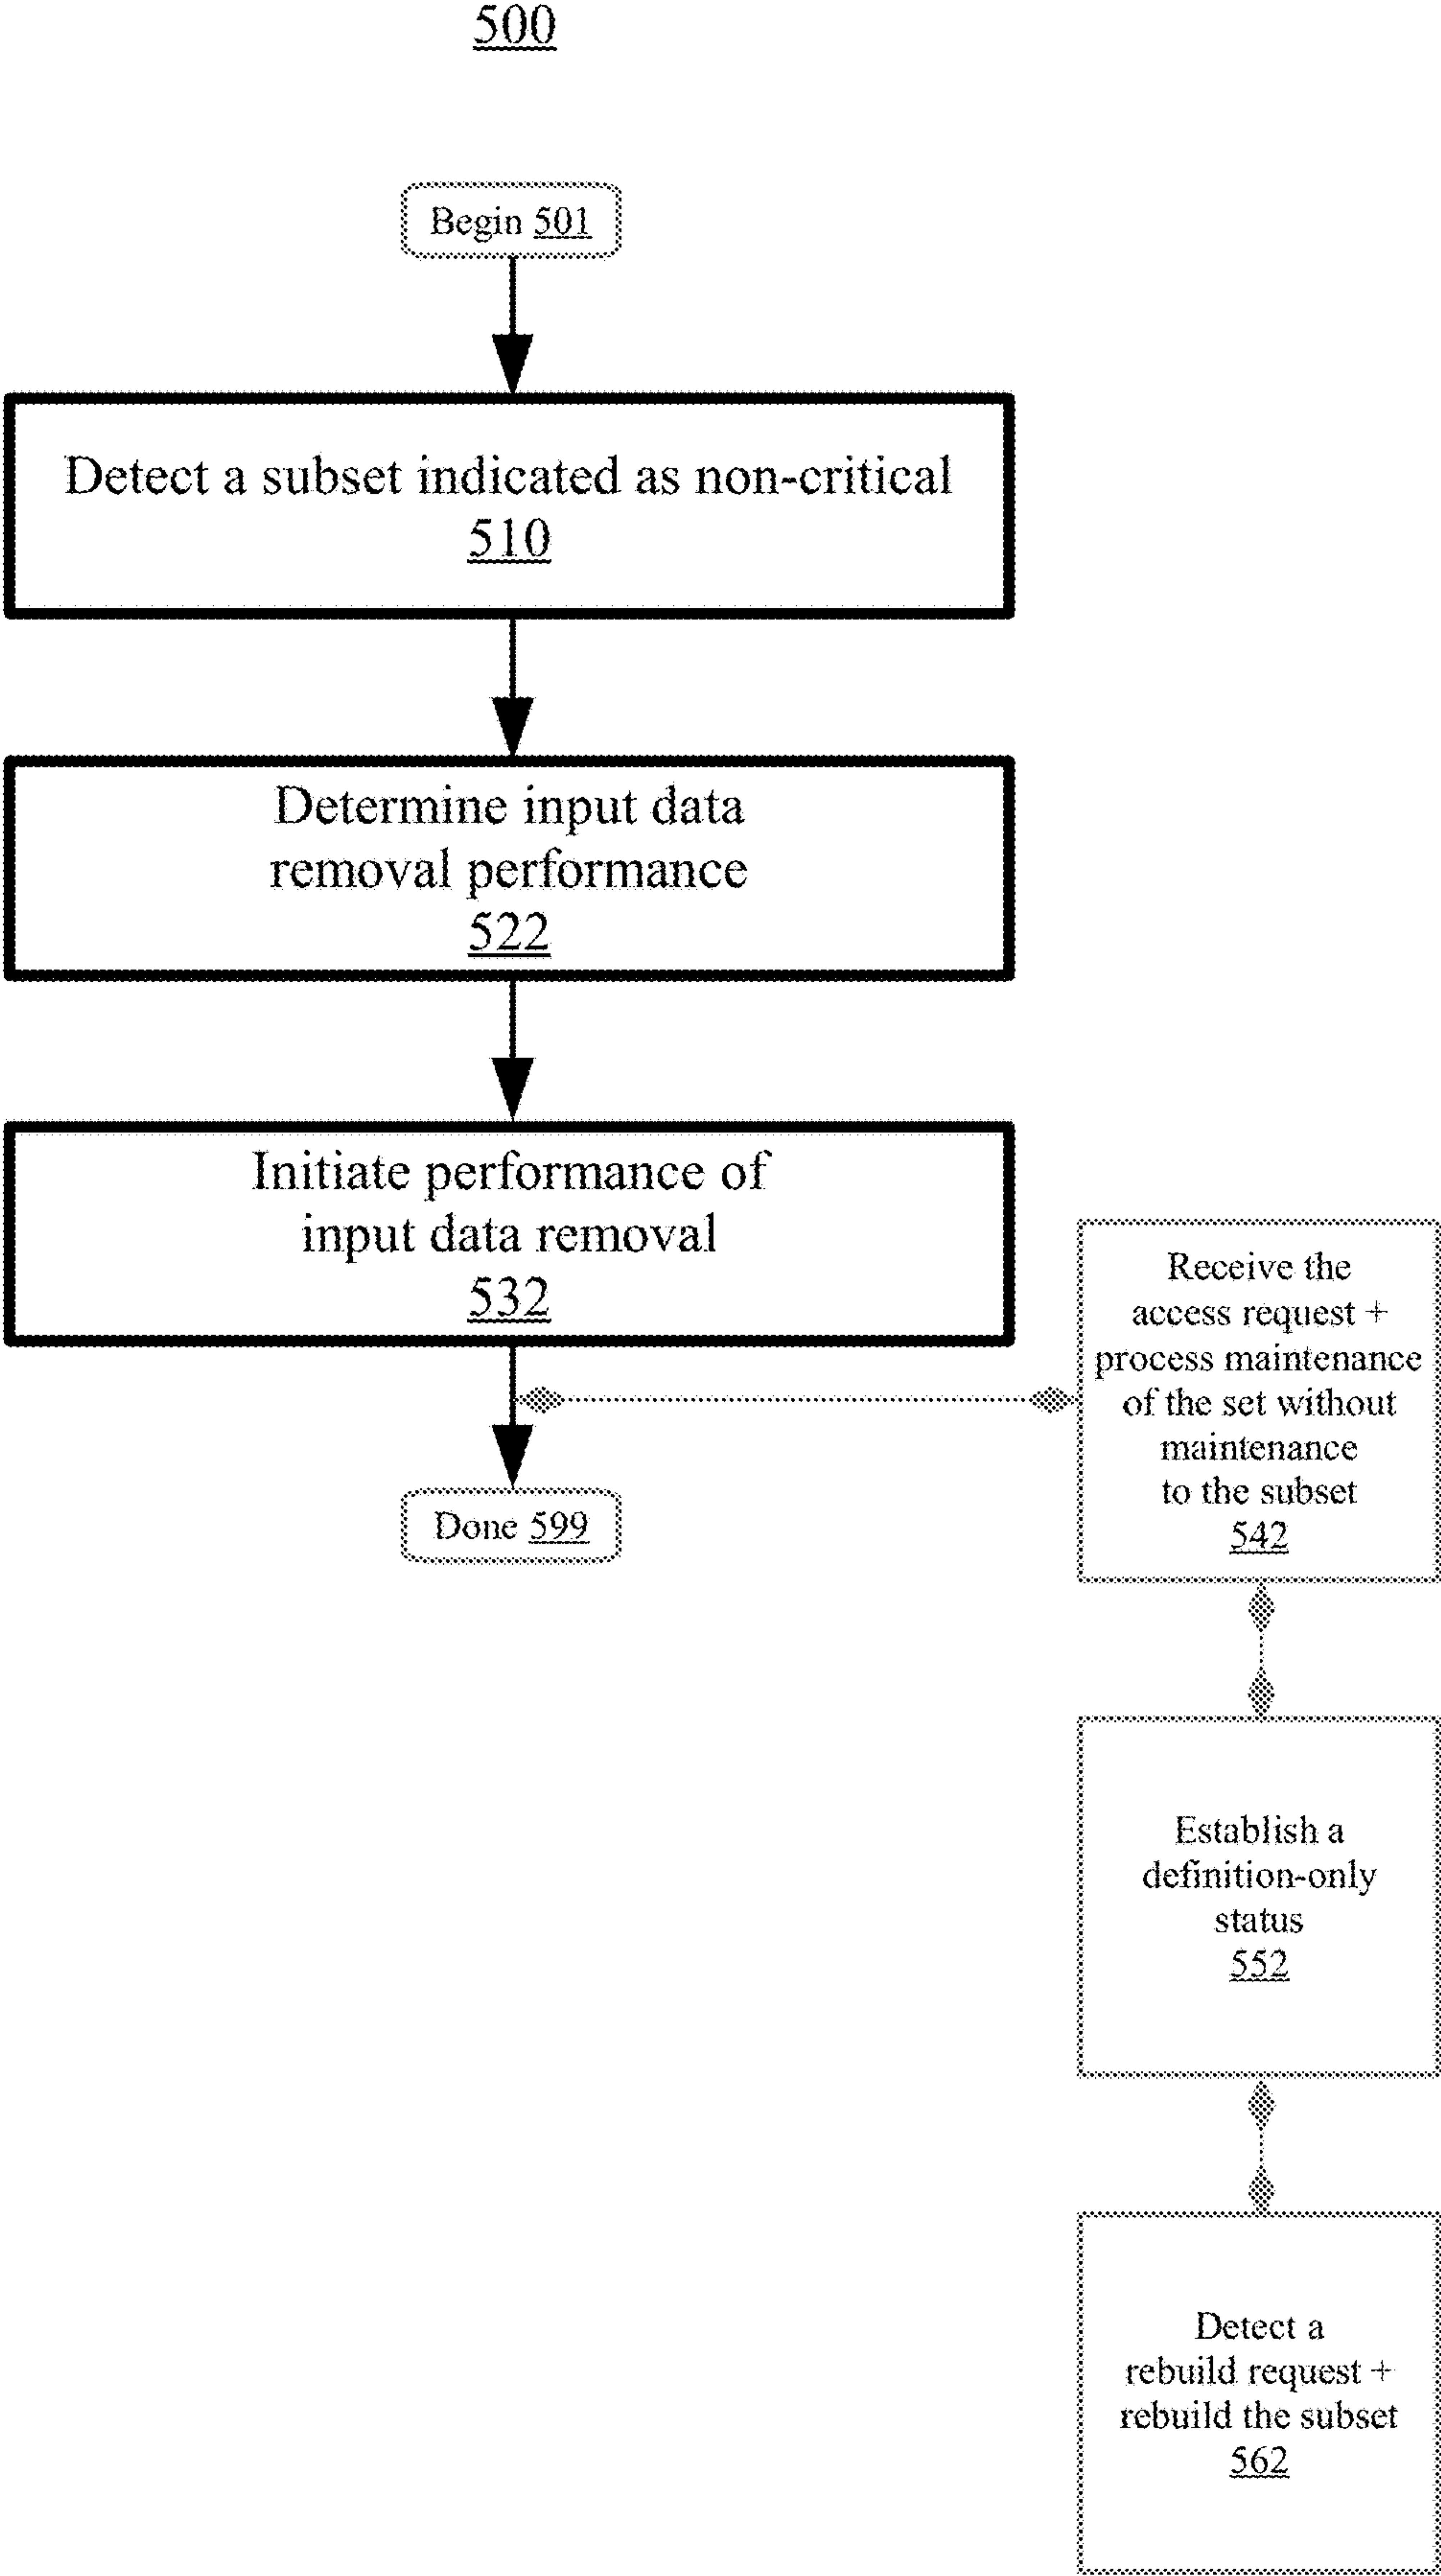 500
Begin 501
Detect a subset indicated as non-critical
510
Determine input data
removal performance
522
Initiate performance of
input data removal
532
Done 599
Receive the
access request +
process maintenance
of the set without
maintenance
to the subset
542
Establish a
definition-only
status
552
Detect a
rebuild request +
rebuild the subset
562